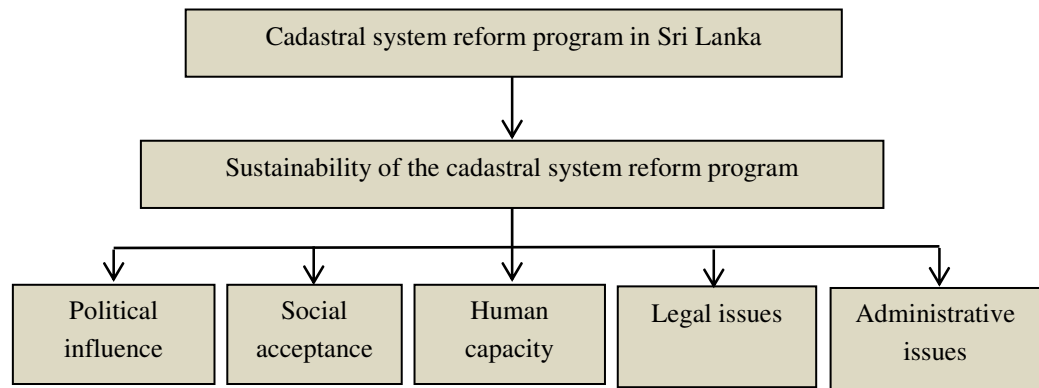 Cadastral system reform program in Sri Lanka
Sustainability of the cadastral system reform program
Political
influence
Social
acceptance
Human
capacity
Legal issues
Administrative
issues